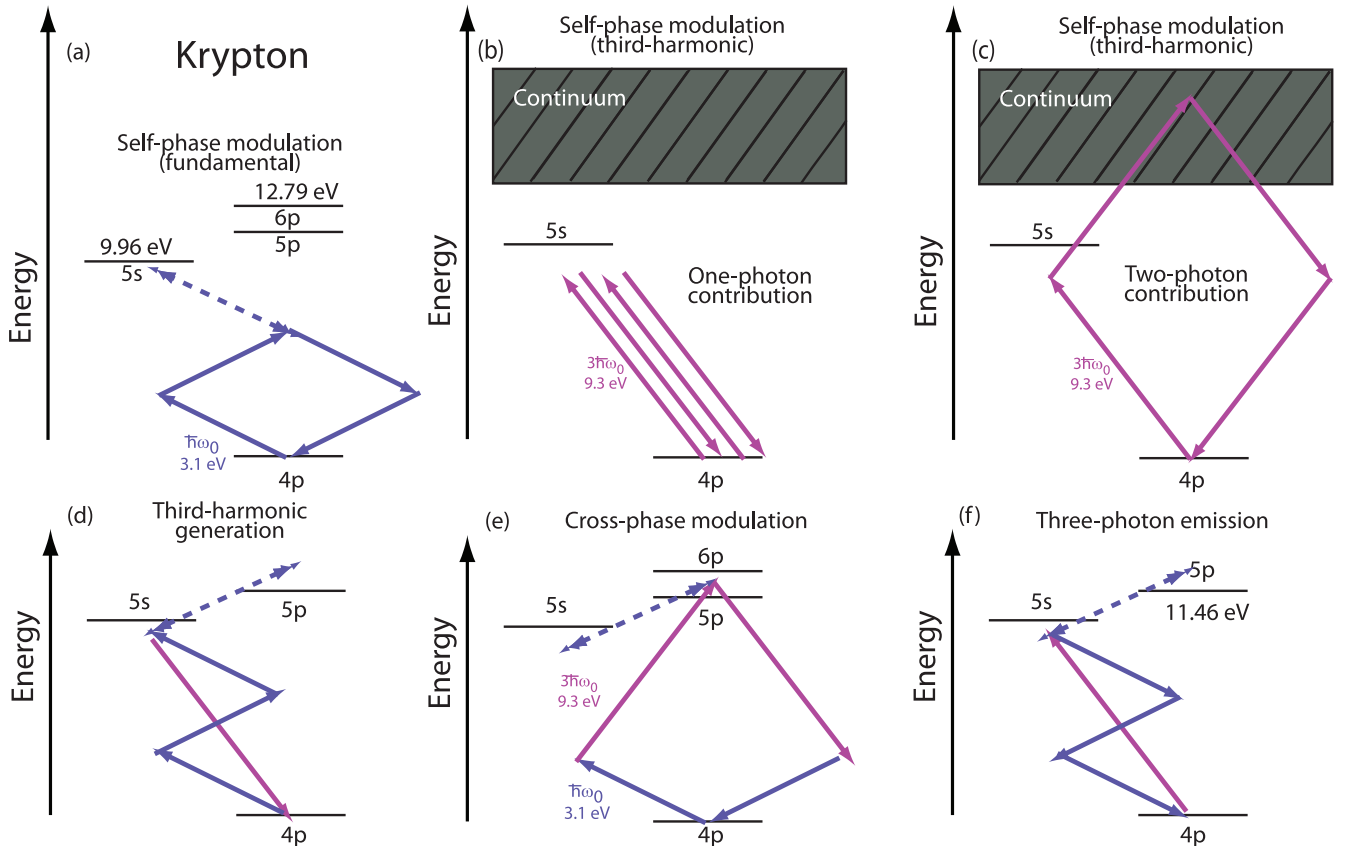 (a)
Krypton
Self-phase modulation
(fundamental)
12.79 eV
6p
5p
9.96 eV
5s
ħω₀
3.1 eV
4p
Energy
(b)
Self-phase modulation
(third-harmonic)
Continuum
5s
One-photon
contribution
3ħω₀
9.3 eV
4p
Energy
(c)
Self-phase modulation
(third-harmonic)
Continuum
5s
Two-photon
contribution
3ħω₀
9.3 eV
4p
Energy
(d)
Third-harmonic
generation
5s
5p
4p
Energy
(e)
Cross-phase modulation
6p
5s
5p
3ħω₀
9.3 eV
ħω₀
3.1 eV
4p
Energy
(f)
Three-photon emission
5p
5s
11.46 eV
4p
Energy